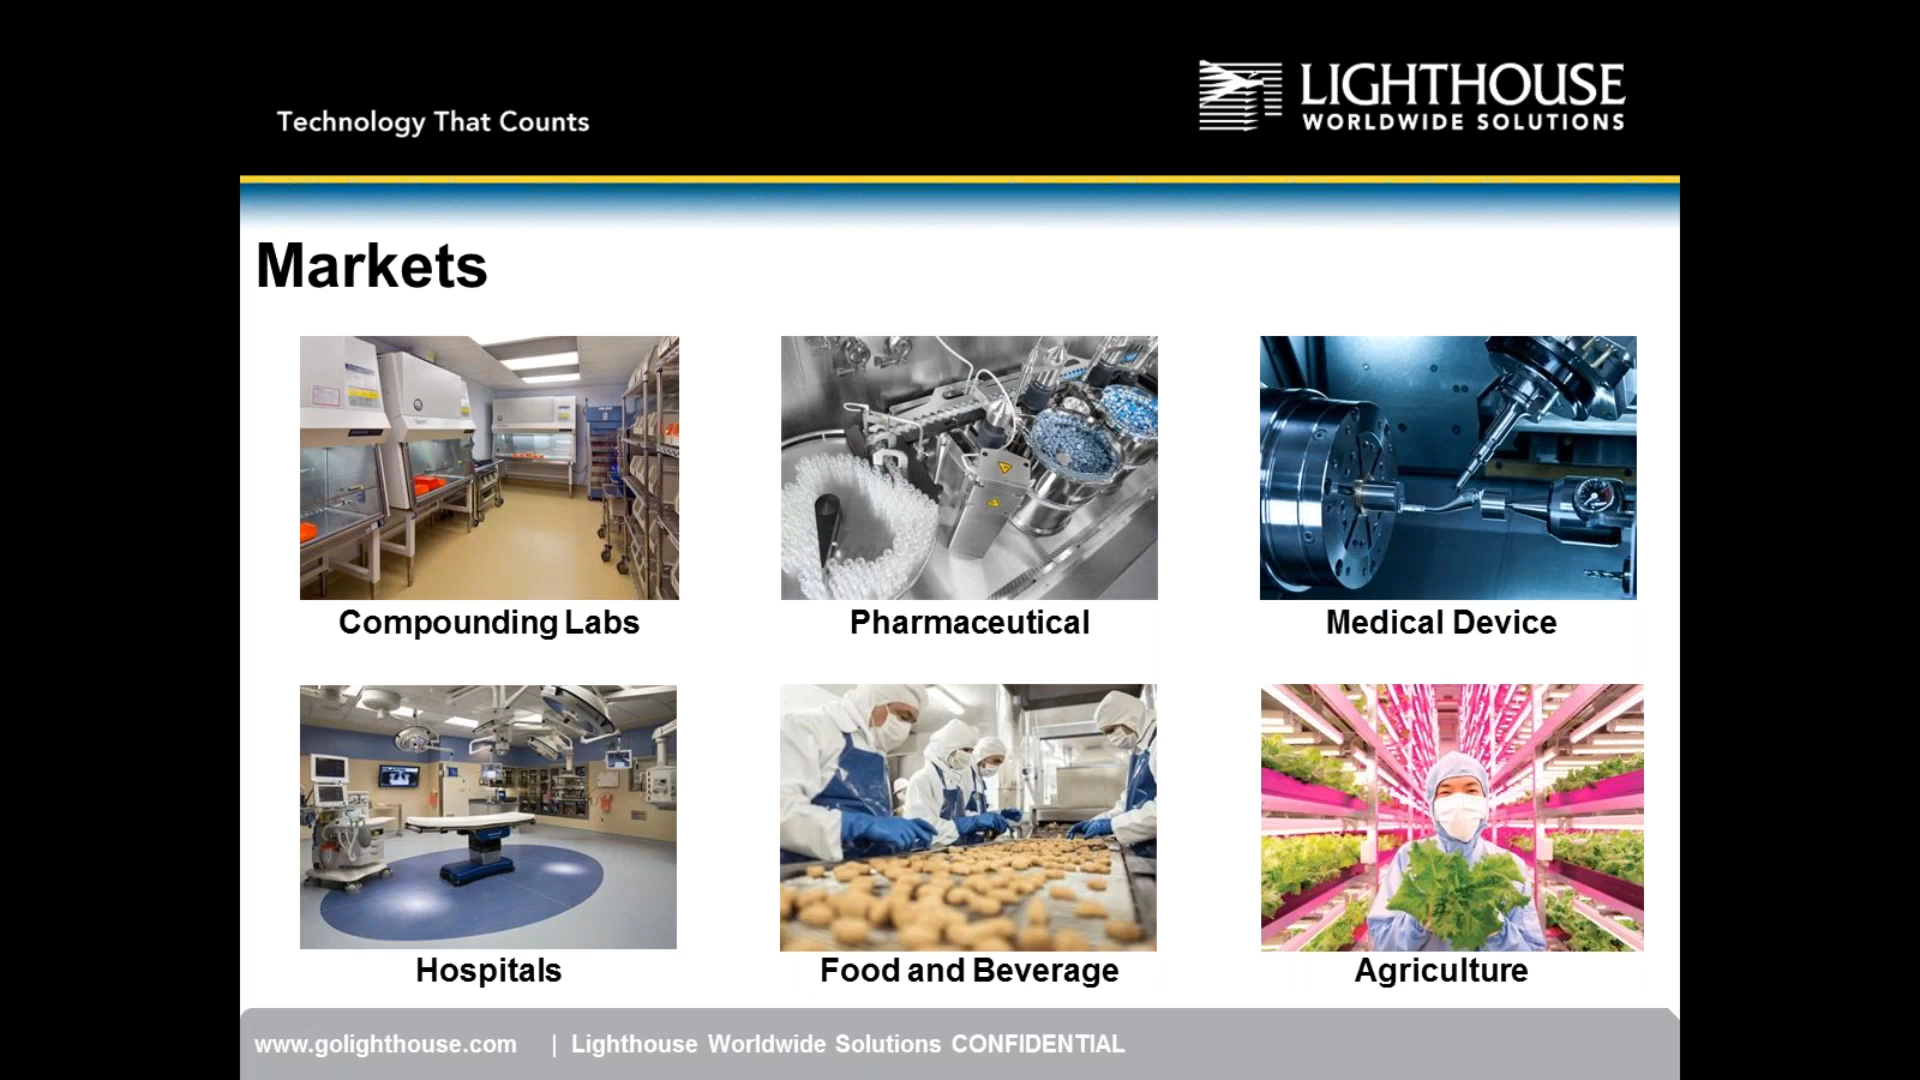 Technology That Counts
LIGHTHOUSE
WORLDWIDE SOLUTIONS
Markets
Compounding Labs
Pharmaceutical
Medical Device
Hospitals
Food and Beverage
Agriculture
www.golighthouse.com | Lighthouse Worldwide Solutions CONFIDENTIAL